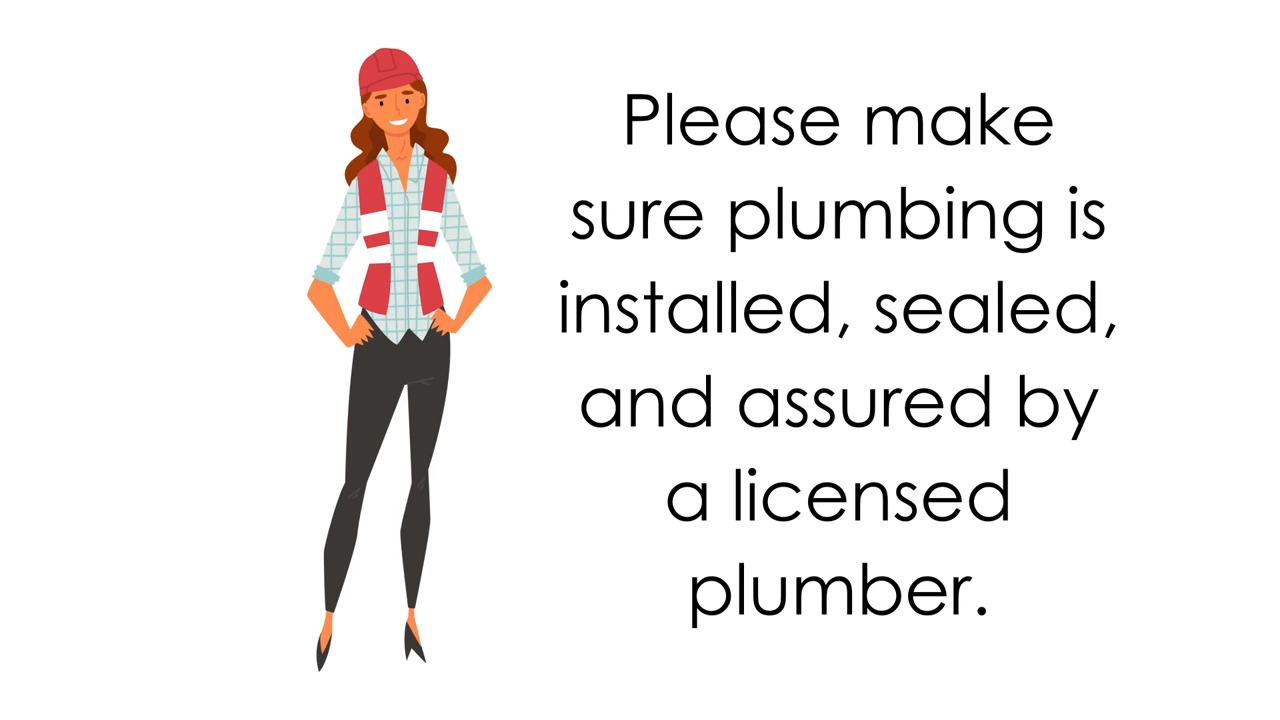 Please make
sure plumbing is
installed, sealed,
and assured by
a licensed
plumber.